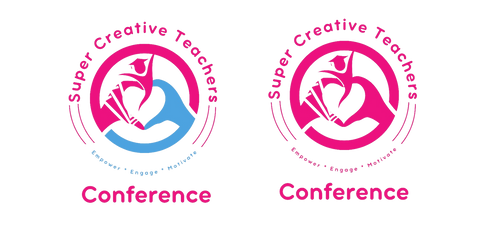 Super Creative Teachers
Empower • Engage • Motivate
Conference
Super Creative Teachers
Empower • Engage • Motivate
Conference